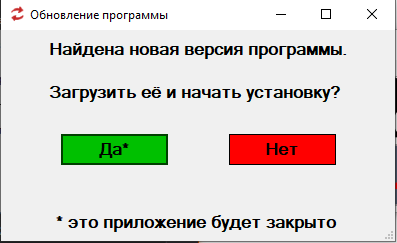 Обновление программы
Найдена новая версия программы.
Загрузить её и начать установку?
Да*
Нет
* это приложение будет закрыто